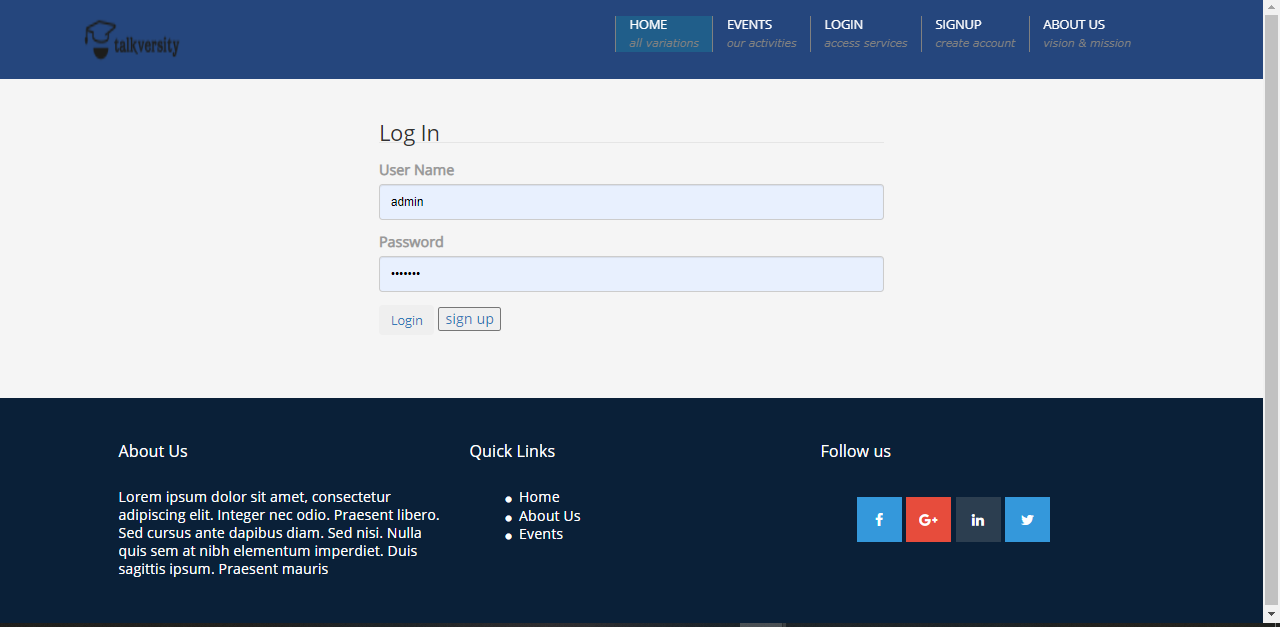 talkversity
HOME
all variations
EVENTS
our activities
LOGIN
access services
SIGNUP
create account
ABOUT US
vision & mission
Log In
User Name
admin
Password
•••••••
Login
sign up
About Us
Lorem ipsum dolor sit amet, consectetur
adipiscing elit. Integer nec odio. Praesent libero.
Sed cursus ante dapibus diam. Sed nisi. Nulla
quis sem at nibh elementum imperdiet. Duis
sagittis ipsum. Praesent mauris
Quick Links
Home
About Us
Events
Follow us
f
G+
in